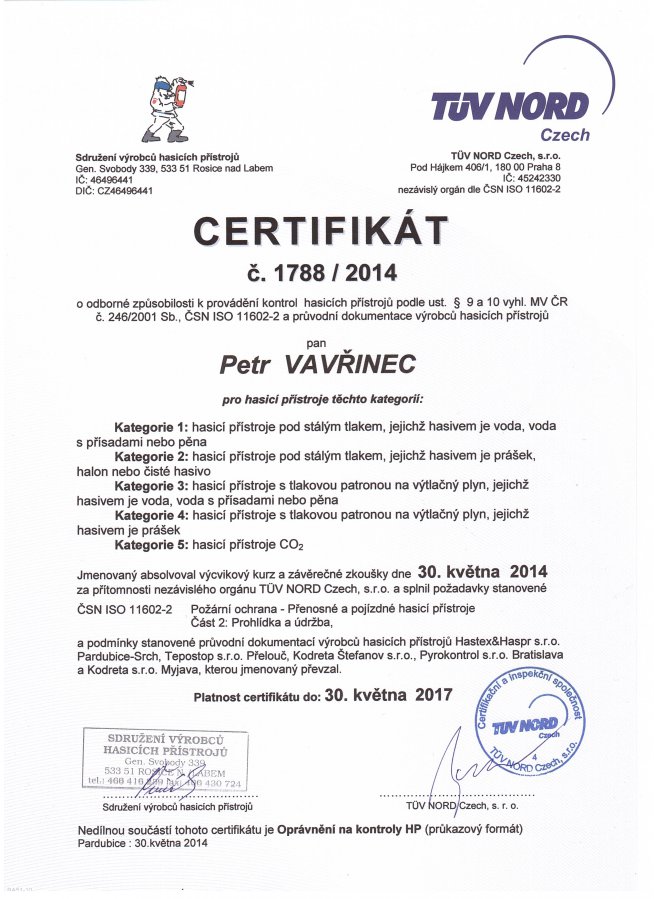 TÜV NORD
Czech
Sdružení výrobců hasicích přístrojů
Gen. Svobody 339, 533 51 Rosice nad Labem
IČ: 46496441
DIČ: CZ46496441
TÜV NORD Czech, s.r.o.
Pod Hájkem 406/1, 180 00 Praha 8
IČ: 45242330
nezávislý orgán dle ČSN ISO 11602-2
CERTIFIKÁT
č. 1788 / 2014
o odborné způsobilosti k provádění kontrol hasicích přístrojů podle ust. § 9 a 10 vyhl. MV ČR
č. 246/2001 Sb., ČSN ISO 11602-2 a průvodní dokumentace výrobců hasicích přístrojů
pan
Petr VAVŘINEC
pro hasicí přístroje těchto kategorií:
Kategorie 1: hasicí přístroje pod stálým tlakem, jejichž hasivem je voda, voda
s přísadami nebo pěna
Kategorie 2: hasicí přístroje pod stálým tlakem, jejichž hasivem je prášek,
halon nebo čisté hasivo
Kategorie 3: hasicí přístroje s tlakovou patronou na výtlačný plyn, jejichž
hasivem je voda, voda s přísadami nebo pěna
Kategorie 4: hasicí přístroje s tlakovou patronou na výtlačný plyn, jejichž
hasivem je prášek
Kategorie 5: hasicí přístroje CO₂
Jmenovaný absolvoval výcvikový kurz a závěrečné zkoušky dne 30. května 2014
za přítomnosti nezávislého orgánu TÜV NORD Czech, s.r.o. a splnil požadavky stanovené
ČSN ISO 11602-2 Požární ochrana - Přenosné a pojízdné hasicí přístroje
Část 2: Prohlídka a údržba,
a podmínky stanovené průvodní dokumentací výrobců hasicích přístrojů Hastex&Haspr s.r.o.
Pardubice-Srch, Tepostop s.r.o. Přelouč, Kodreta Štefanov s.r.o., Pyrokontrol s.r.o. Bratislava
a Kodreta s.r.o. Myjava, kterou jmenovaný převzal.
Platnost certifikátu do: 30. května 2017
Certifikační a inspekční společnost
TÜV NORD
Czech
4
TÜV NORD Czech, s.r.o.
SDRUŽENÍ VÝROBCŮ
HASICÍCH PŘÍSTROJŮ
Gen. Svobody 339
533 51 ROSICE N. LABEM
tel.: 466 416 430 724
Sdružení výrobců hasicích přístrojů
TÜV NORD Czech, s. r. o.
Nedílnou součástí tohoto certifikátu je Oprávnění na kontroly HP (průkazový formát)
Pardubice : 30.května 2014